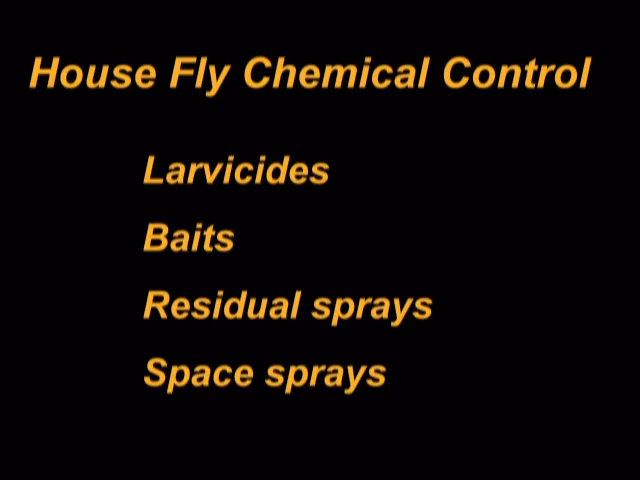 House Fly Chemical Control
Larvicides
Baits
Residual sprays
Space sprays